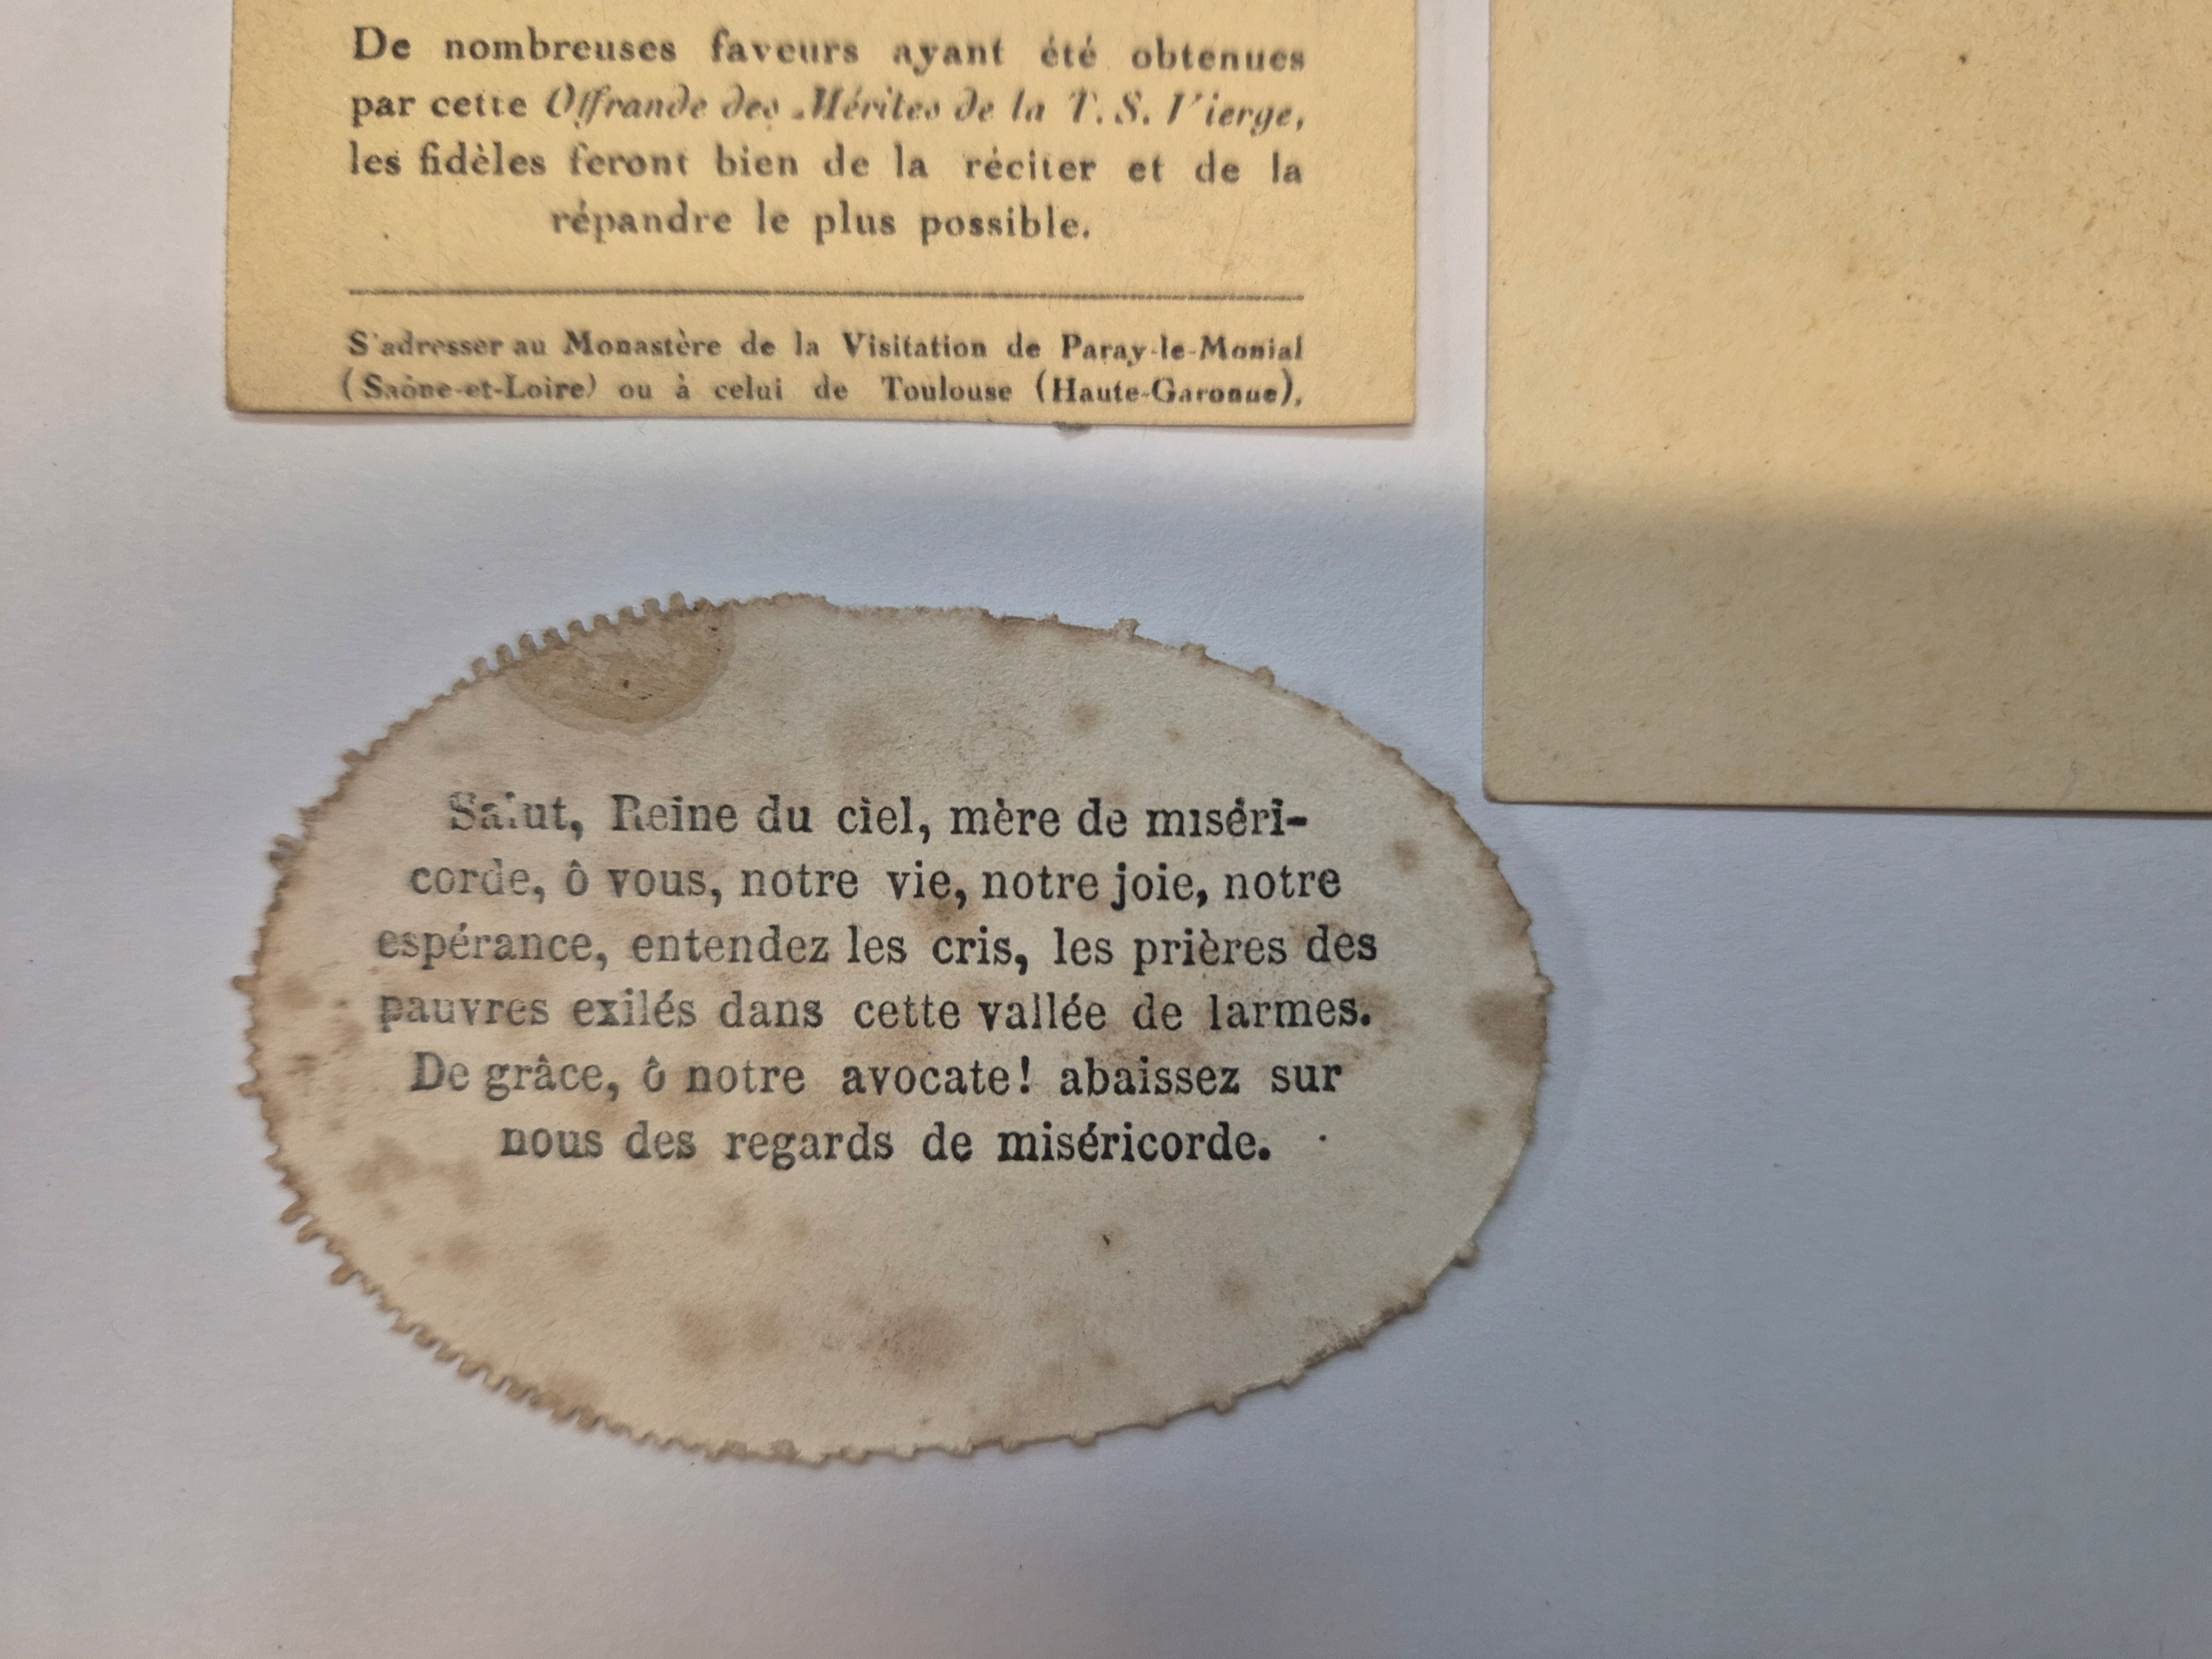 De nombreuses faveurs ayant été obtenues
par cette Offrande des Mérites de la T. S. Vierge,
les fidèles feront bien de la réciter et de la
répandre le plus possible.
S'adresser au Monastère de la Visitation de Paray-le-Monial
(Saône-et-Loire) ou à celui de Toulouse (Haute-Garonne),
Salut, Reine du ciel, mère de miséri-
corde, ô vous, notre vie, notre joie, notre
espérance, entendez les cris, les prières des
pauvres exilés dans cette vallée de larmes.
De grâce, ô notre avocate! abaissez sur
nous des regards de miséricorde.